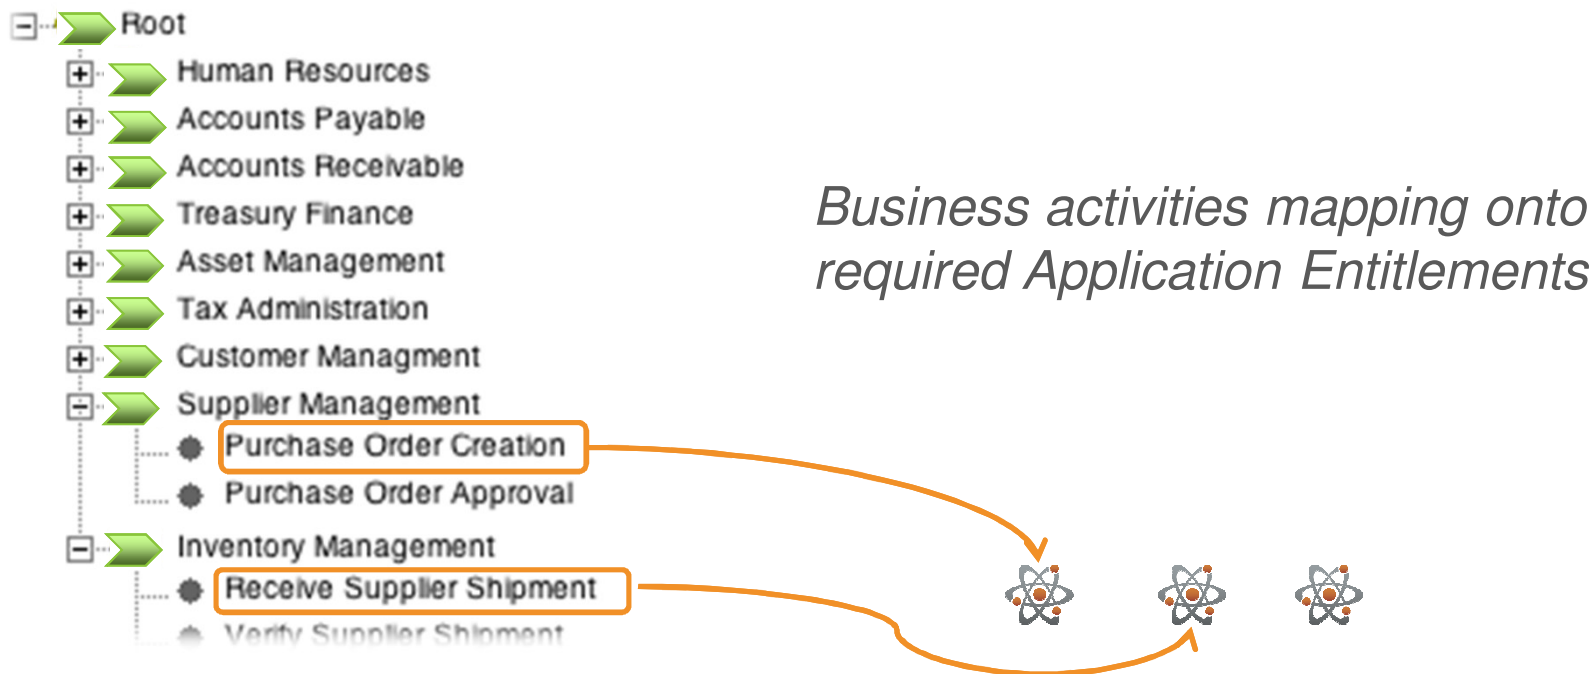 Root
Human Resources
Accounts Payable
Accounts Receivable
Treasury Finance
Asset Management
Tax Administration
Customer Managment
Supplier Management
Purchase Order Creation
Purchase Order Approval
Inventory Management
Receive Supplier Shipment
Verify Supplier Shipment
Business activities mapping onto
required Application Entitlements